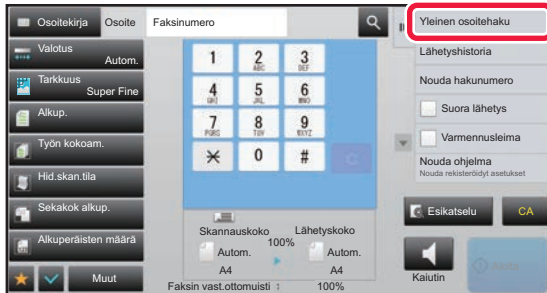 Osoitekirja
Osoite
Faksinumero
Yleinen osoitehaku
Valotus
Autom.
Tarkkuus
Super Fine
Alkup.
Työn kokoam.
Hid.skan.tila
Sekakok alkup.
Alkuperäisten määrä
Muut
1
2
ABC
3
DEF
4
GHI
5
JKL
6
MNO
7
PQRS
8
TUV
9
WXYZ
0
#
C
Skannauskoko
Lähetyskoko
100%
Autom.
Autom.
A4
A4
Faksin vast.ottomuisti :
100%
Lähetyshistoria
Nouda hakunumero
Suora lähetys
Varmennusleima
Nouda ohjelma
Nouda rekisteröidyt asetukset
Esikatselu
CA
Kaiutin